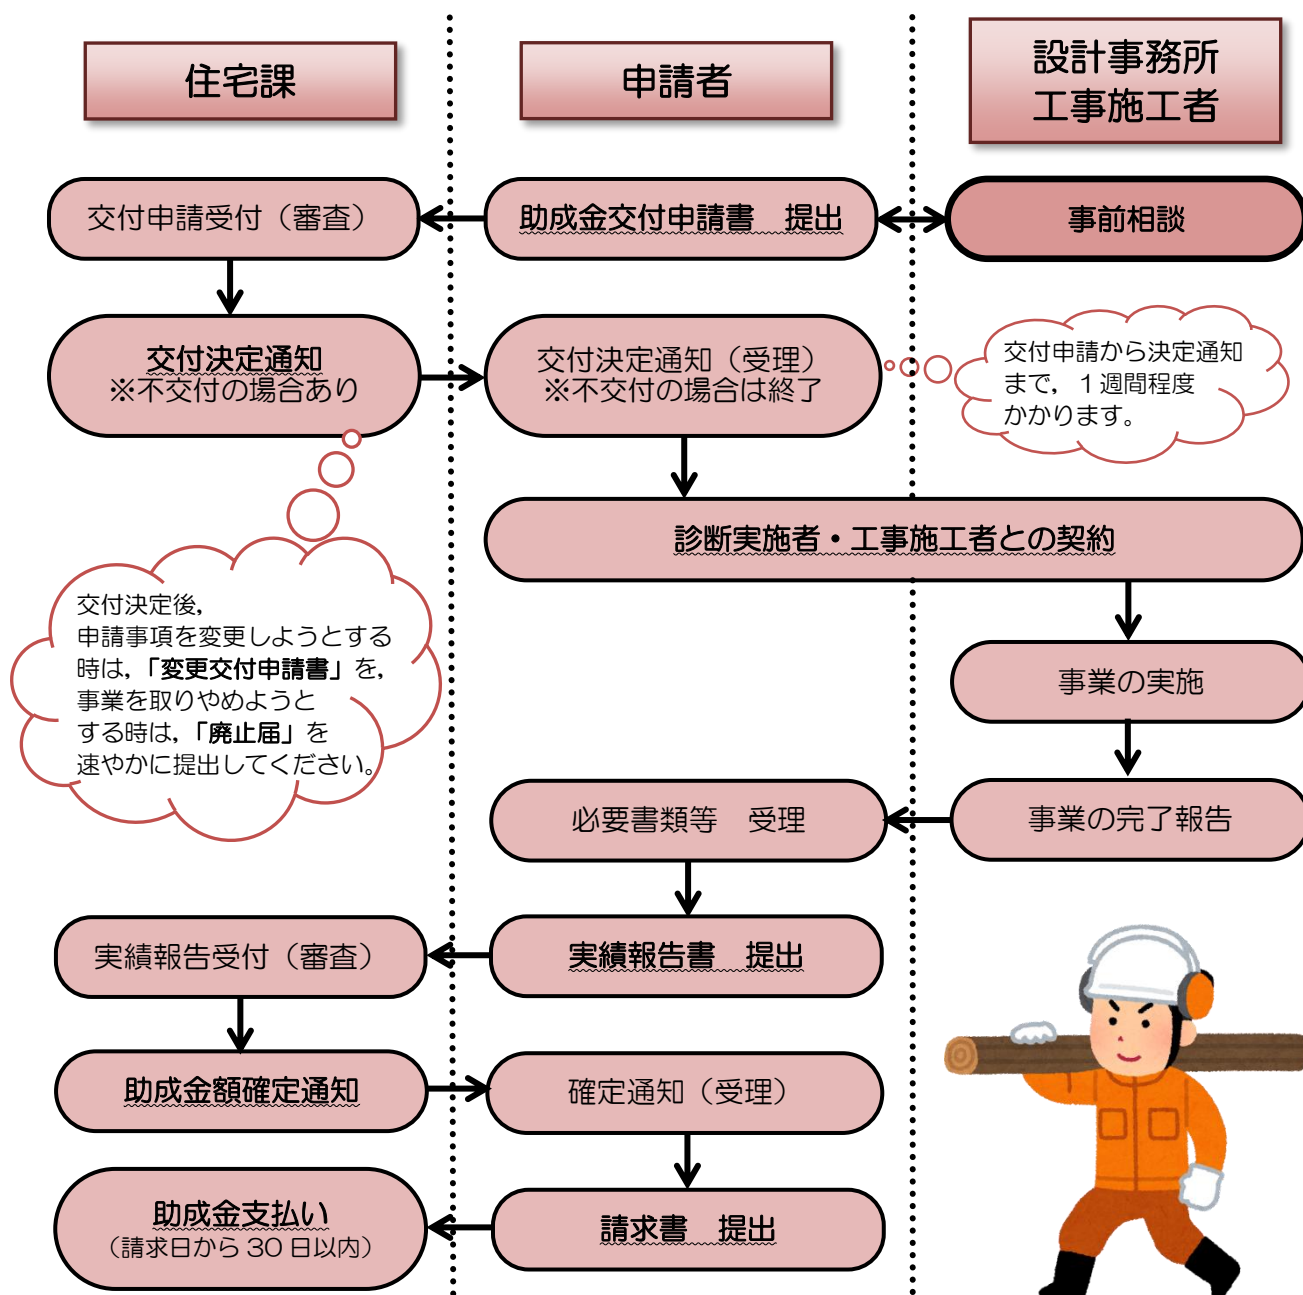 住宅課
申請者
設計事務所
工事施工者
交付申請受付（審査）
助成金交付申請書　提出
事前相談
交付決定通知
※不交付の場合あり
交付決定通知（受理）
※不交付の場合は終了
交付申請から決定通知
まで，１週間程度
かかります。
診断実施者・工事施工者との契約
交付決定後，
申請事項を変更しようとする
時は，「変更交付申請書」を，
事業を取りやめようと
する時は，「廃止届」を
速やかに提出してください。
事業の実施
必要書類等　受理
事業の完了報告
実績報告受付（審査）
実績報告書　提出
助成金額確定通知
確定通知（受理）
助成金支払い
（請求日から 30 日以内）
請求書　提出